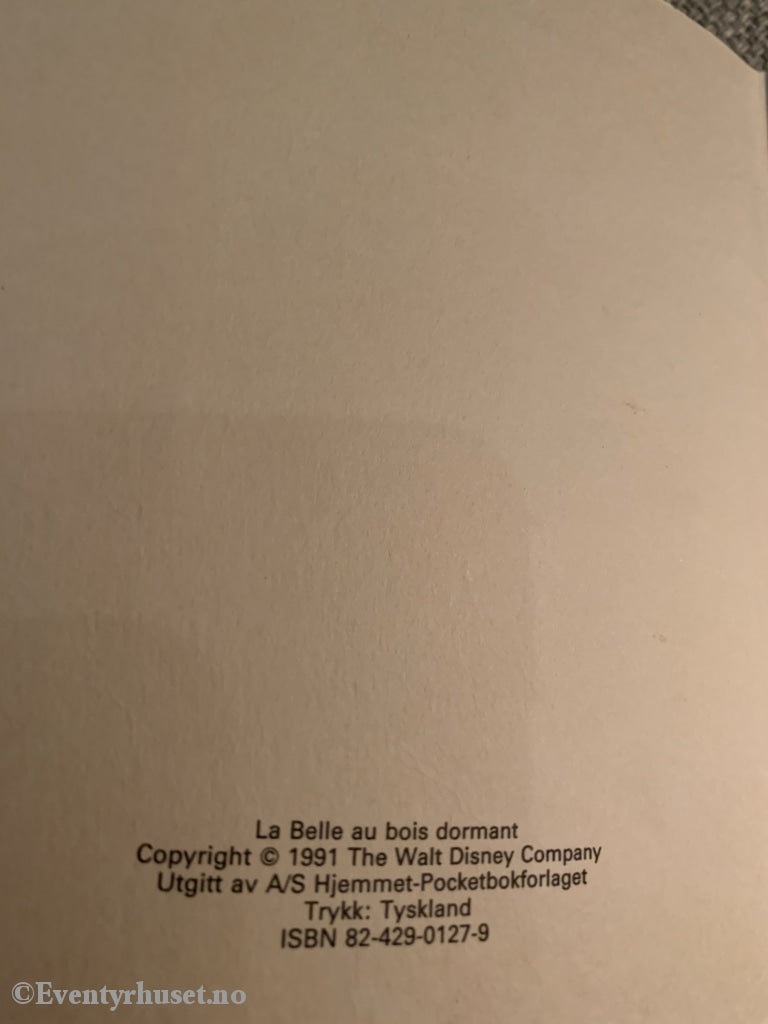 La Belle au bois dormant
Copyright © 1991 The Walt Disney Company
Utgitt av A/S Hjemmet-Pocketbokforlaget
Trykk: Tyskland
ISBN 82-429-0127-9
©Eventyrhuset.no